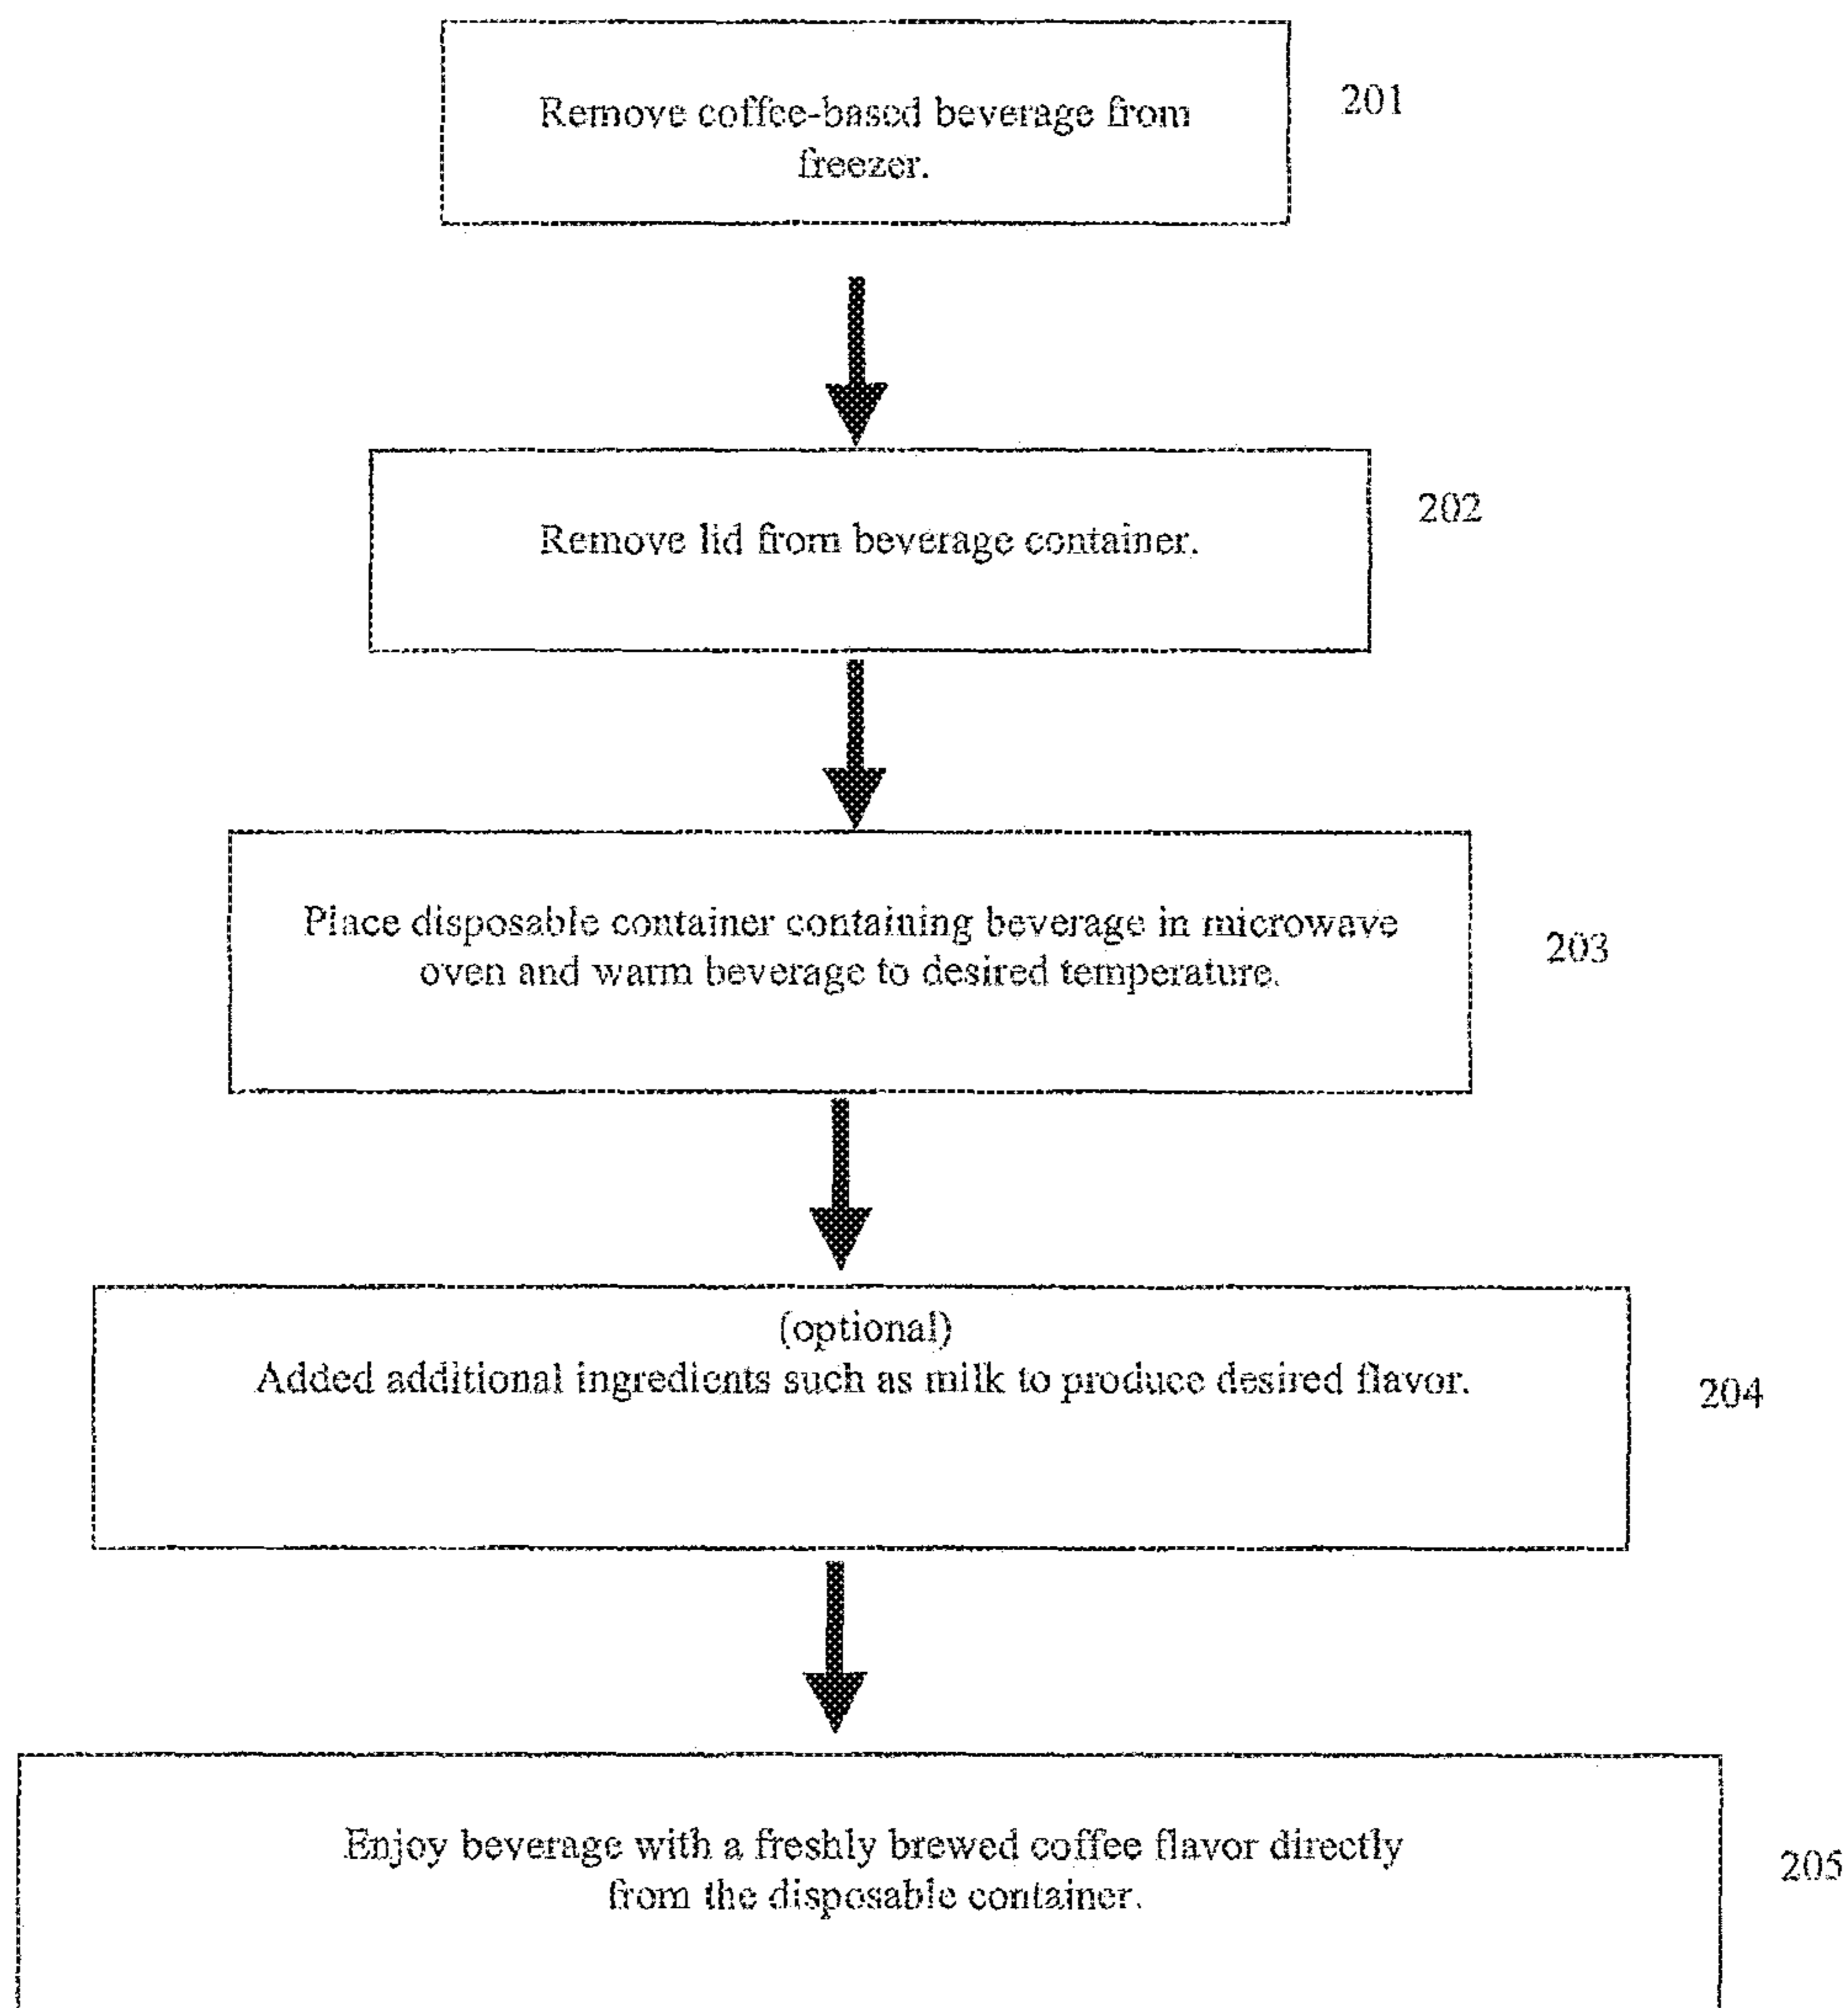 Remove coffee-based beverage from
freezer.
201
Remove lid from beverage container.
202
Place disposable container containing beverage in microwave
oven and warm beverage to desired temperature.
203
(optional)
Added additional ingredients such as milk to produce desired flavor.
204
Enjoy beverage with a freshly brewed coffee flavor directly
from the disposable container.
205